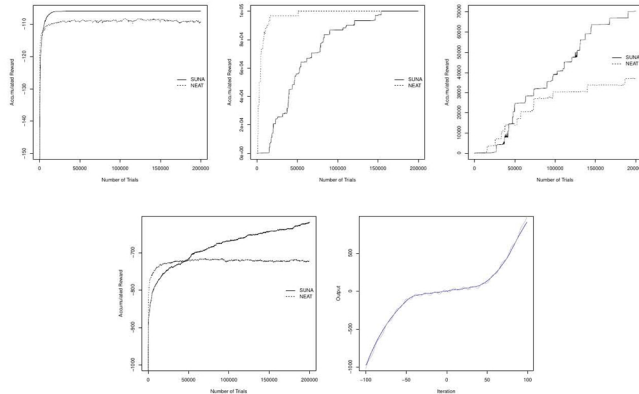 Accumulated Reward
-110
-120
-130
-140
-150
SUNA
NEAT
0
50000
100000
150000
200000
Number of Trials
Accumulated Reward
1e+05
8e+04
6e+04
4e+04
2e+04
0e+00
SUNA
NEAT
0
50000
100000
150000
200000
Number of Trials
Accumulated Reward
70000
60000
50000
40000
30000
20000
10000
0
SUNA
NEAT
0
50000
100000
150000
200000
Number of Trials
Accumulated Reward
-700
-800
-900
-1000
SUNA
NEAT
0
50000
100000
150000
200000
Number of Trials
Output
500
0
-500
-1000
-100
-50
0
50
100
Iteration